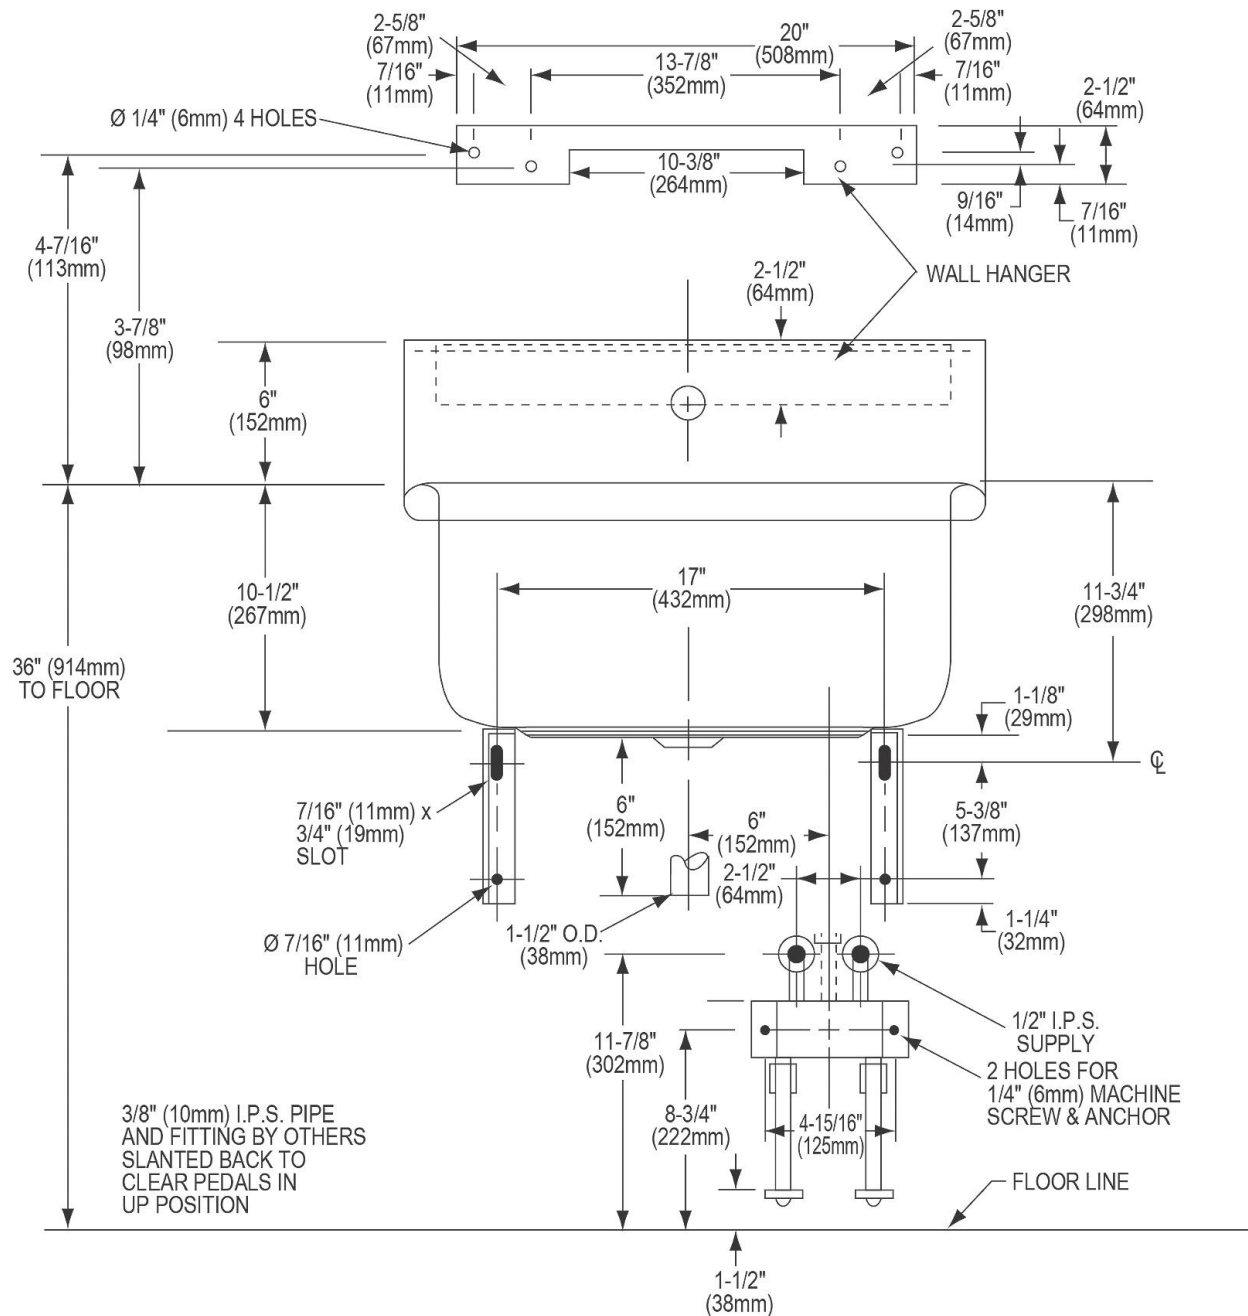 2-5/8"
(67mm)
20"
(508mm)
2-5/8"
(67mm)
7/16"
(11mm)
13-7/8"
(352mm)
7/16"
(11mm)
2-1/2"
(64mm)
Ø 1/4" (6mm) 4 HOLES
10-3/8"
(264mm)
9/16"
(14mm)
7/16"
(11mm)
4-7/16"
(113mm)
2-1/2"
(64mm)
WALL HANGER
3-7/8"
(98mm)
6"
(152mm)
17"
(432mm)
10-1/2"
(267mm)
11-3/4"
(298mm)
36" (914mm)
TO FLOOR
1-1/8"
(29mm)
℄
7/16" (11mm) x
3/4" (19mm)
SLOT
6"
(152mm)
6"
(152mm)
5-3/8"
(137mm)
2-1/2"
(64mm)
Ø 7/16" (11mm)
HOLE
1-1/2" O.D.
(38mm)
1-1/4"
(32mm)
11-7/8"
(302mm)
1/2" I.P.S.
SUPPLY
2 HOLES FOR
1/4" (6mm) MACHINE
SCREW & ANCHOR
8-3/4"
(222mm)
4-15/16"
(125mm)
3/8" (10mm) I.P.S. PIPE
AND FITTING BY OTHERS
SLANTED BACK TO
CLEAR PEDALS IN
UP POSITION
FLOOR LINE
1-1/2"
(38mm)